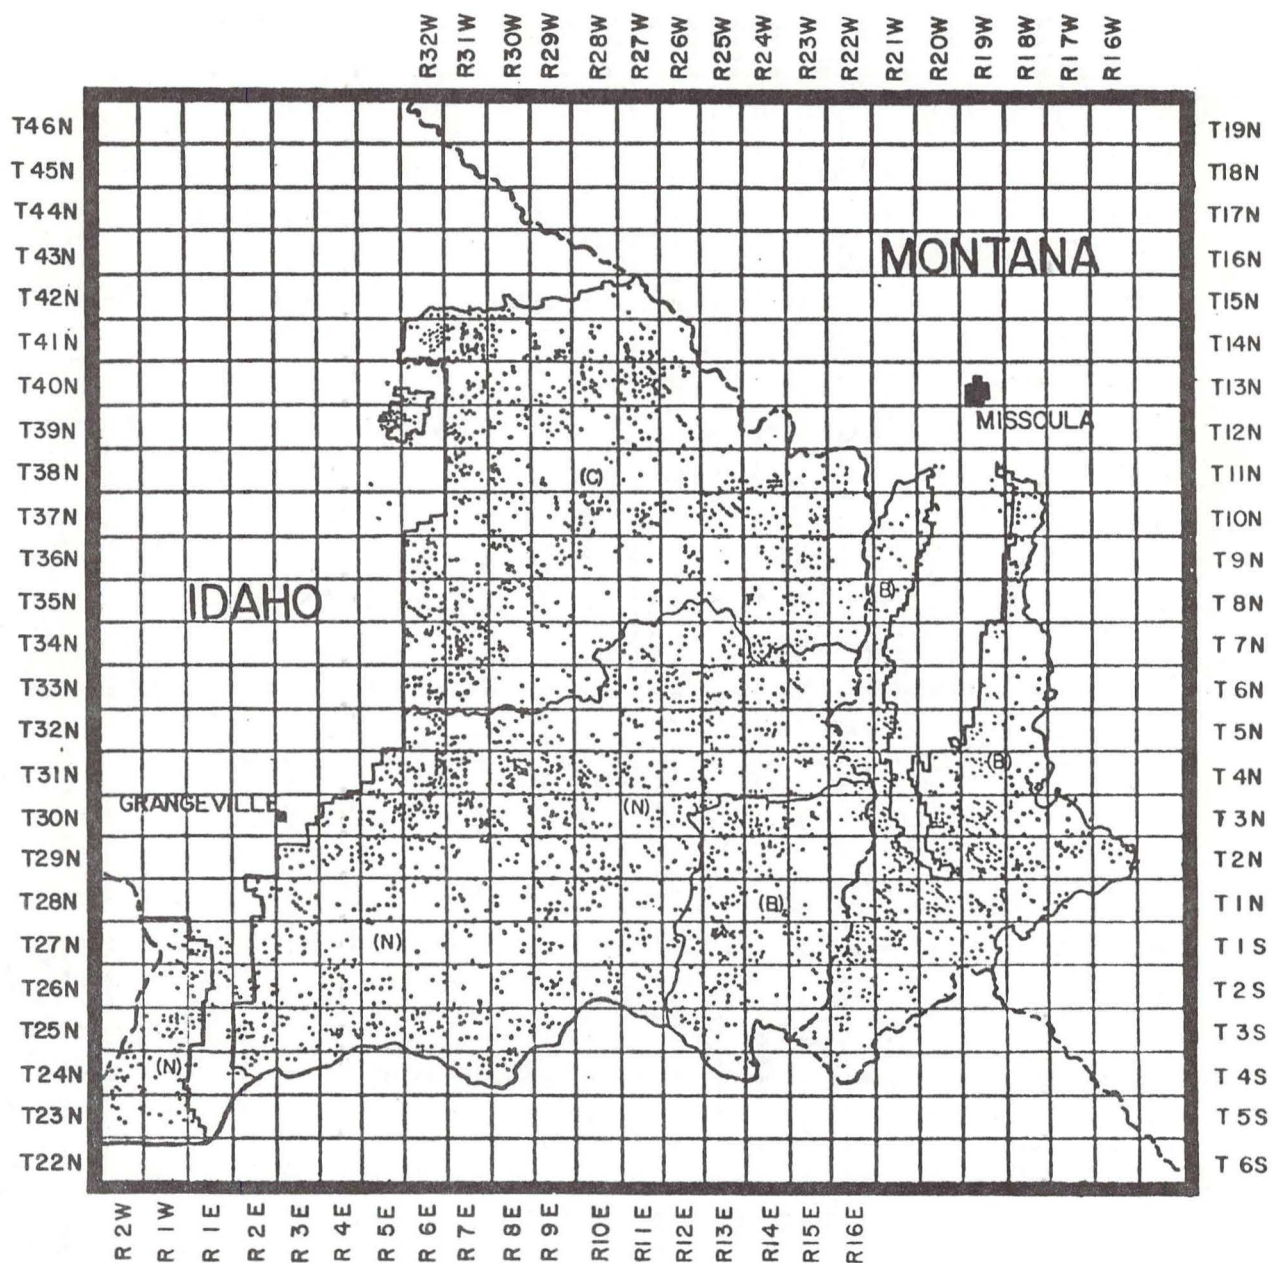 R32W R31W R30W R29W R28W R27W R26W R25W R24W R23W R22W R21W R20W R19W R18W R17W R16W
T46N T19N
T45N T18N
T44N T17N
T43N MONTANA T16N
T42N T15N
T41N T14N
T40N T13N
T39N MISSCULA T12N
T38N (C) T11N
T37N T10N
T36N T9N
T35N IDAHO (B) T8N
T34N T7N
T33N T6N
T32N T5N
T31N (B) T4N
T30N GRANGEVILLE (N) T3N
T29N T2N
T28N (B) T1N
T27N (N) T1S
T26N T2S
T25N T3S
T24N (N) T4S
T23N T5S
T22N T6S
R2W R1W R1E R2E R3E R4E R5E R6E R7E R8E R9E R10E R11E R12E R13E R14E R15E R16E